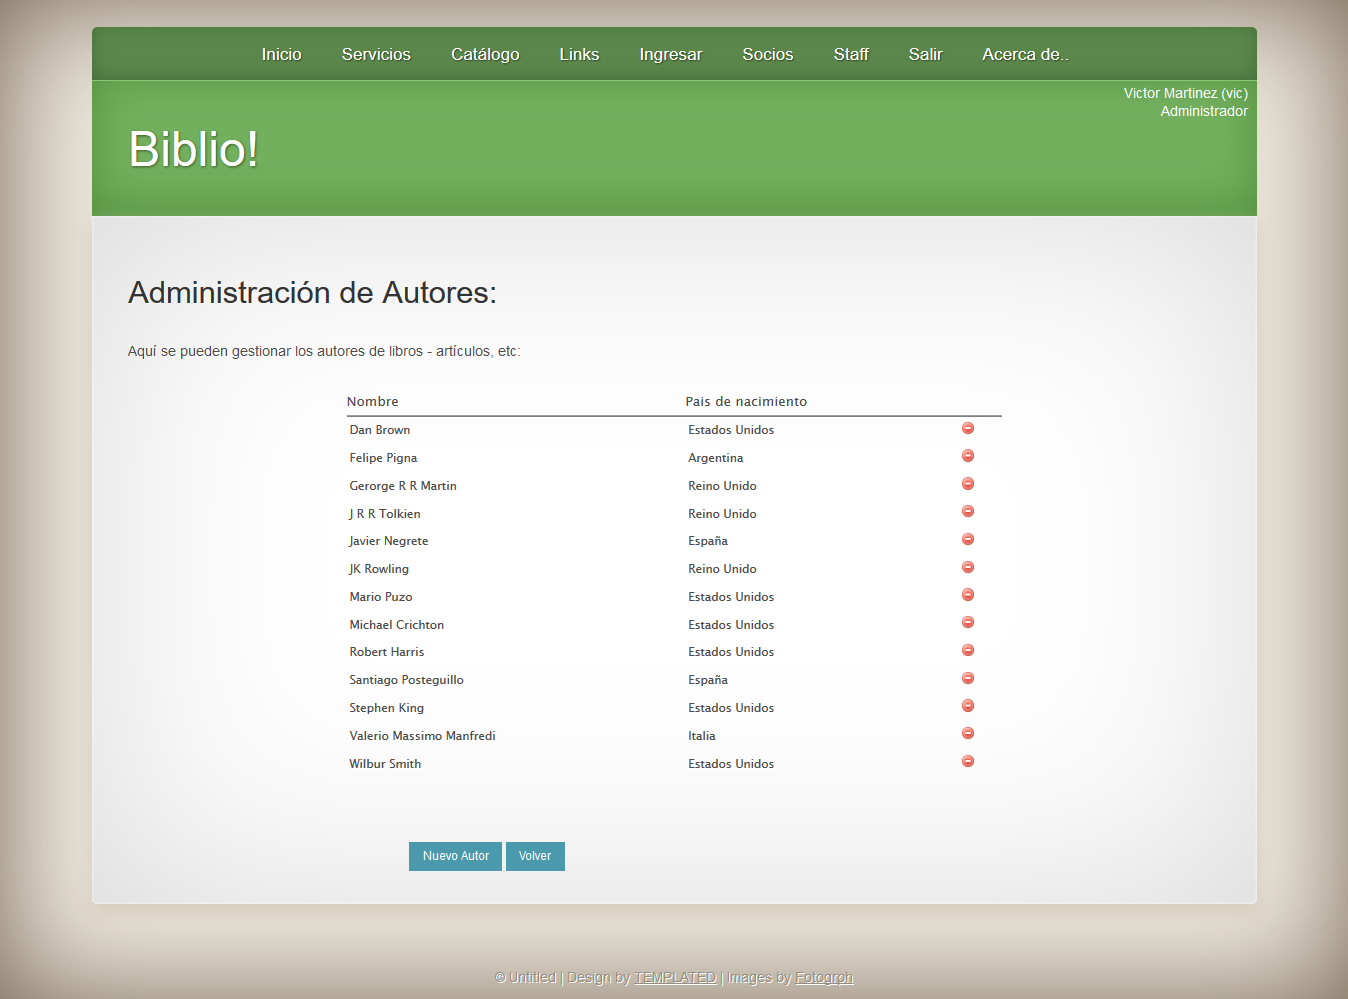 Inicio Servicios Catálogo Links Ingresar Socios Staff Salir Acerca de..
Victor Martinez (vic)
Administrador
Biblio!
Administración de Autores:
Aquí se pueden gestionar los autores de libros - artículos, etc:
Nombre Pais de nacimiento
Dan Brown Estados Unidos
Felipe Pigna Argentina
Gerorge R R Martin Reino Unido
J R R Tolkien Reino Unido
Javier Negrete España
JK Rowling Reino Unido
Mario Puzo Estados Unidos
Michael Crichton Estados Unidos
Robert Harris Estados Unidos
Santiago Posteguillo España
Stephen King Estados Unidos
Valerio Massimo Manfredi Italia
Wilbur Smith Estados Unidos
Nuevo Autor Volver
© Untitled | Design by TEMPLATED | Images by Fotogrph